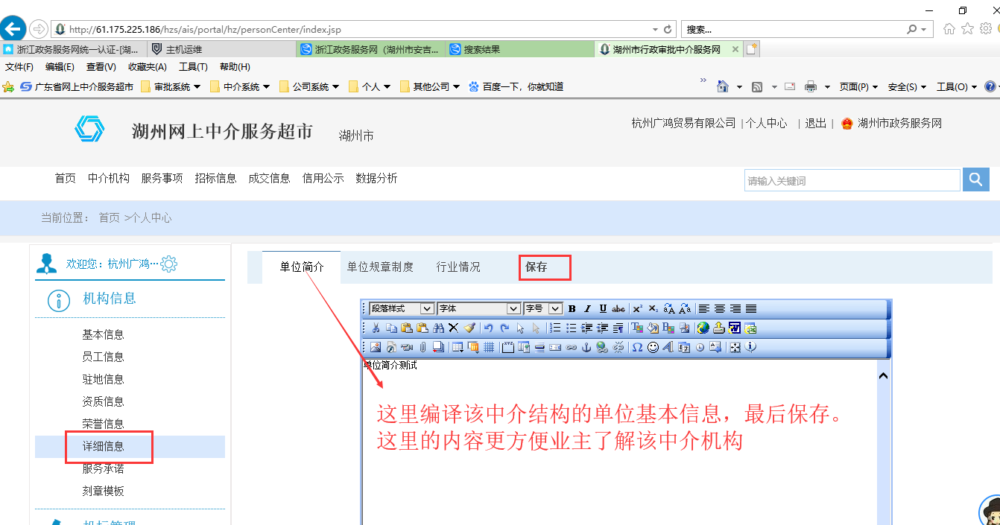 http://61.175.225.186/hzs/ais/portal/hz/personCenter/index.jsp 搜索...
浙江政务服务网统一认证-[湖... 主机运维 浙江政务服务网（湖州市安吉... 搜索结果 湖州市行政审批中介服务网
文件(F) 编辑(E) 查看(V) 收藏夹(A) 工具(T) 帮助(H)
广东省网上中介服务超市 审批系统 中介系统 公司系统 个人 其他公司 百度一下，你就知道 页面(P) 安全(S) 工具(O)
湖州网上中介服务超市 湖州市 杭州广鸿贸易有限公司 | 个人中心 | 退出 | 湖州市政务服务网
首页 中介机构 服务事项 招标信息 成交信息 信用公示 数据分析 请输入关键词
当前位置： 首页 >个人中心
欢迎您：杭州广鸿…
机构信息
基本信息
员工信息
驻地信息
资质信息
荣誉信息
详细信息
服务承诺
刻章模板
投标管理
单位简介 单位规章制度 行业情况 保存
段落样式 字体 字号 B I U abc
单位简介测试
这里编译该中介结构的单位基本信息，最后保存。
这里的内容更方便业主了解该中介机构